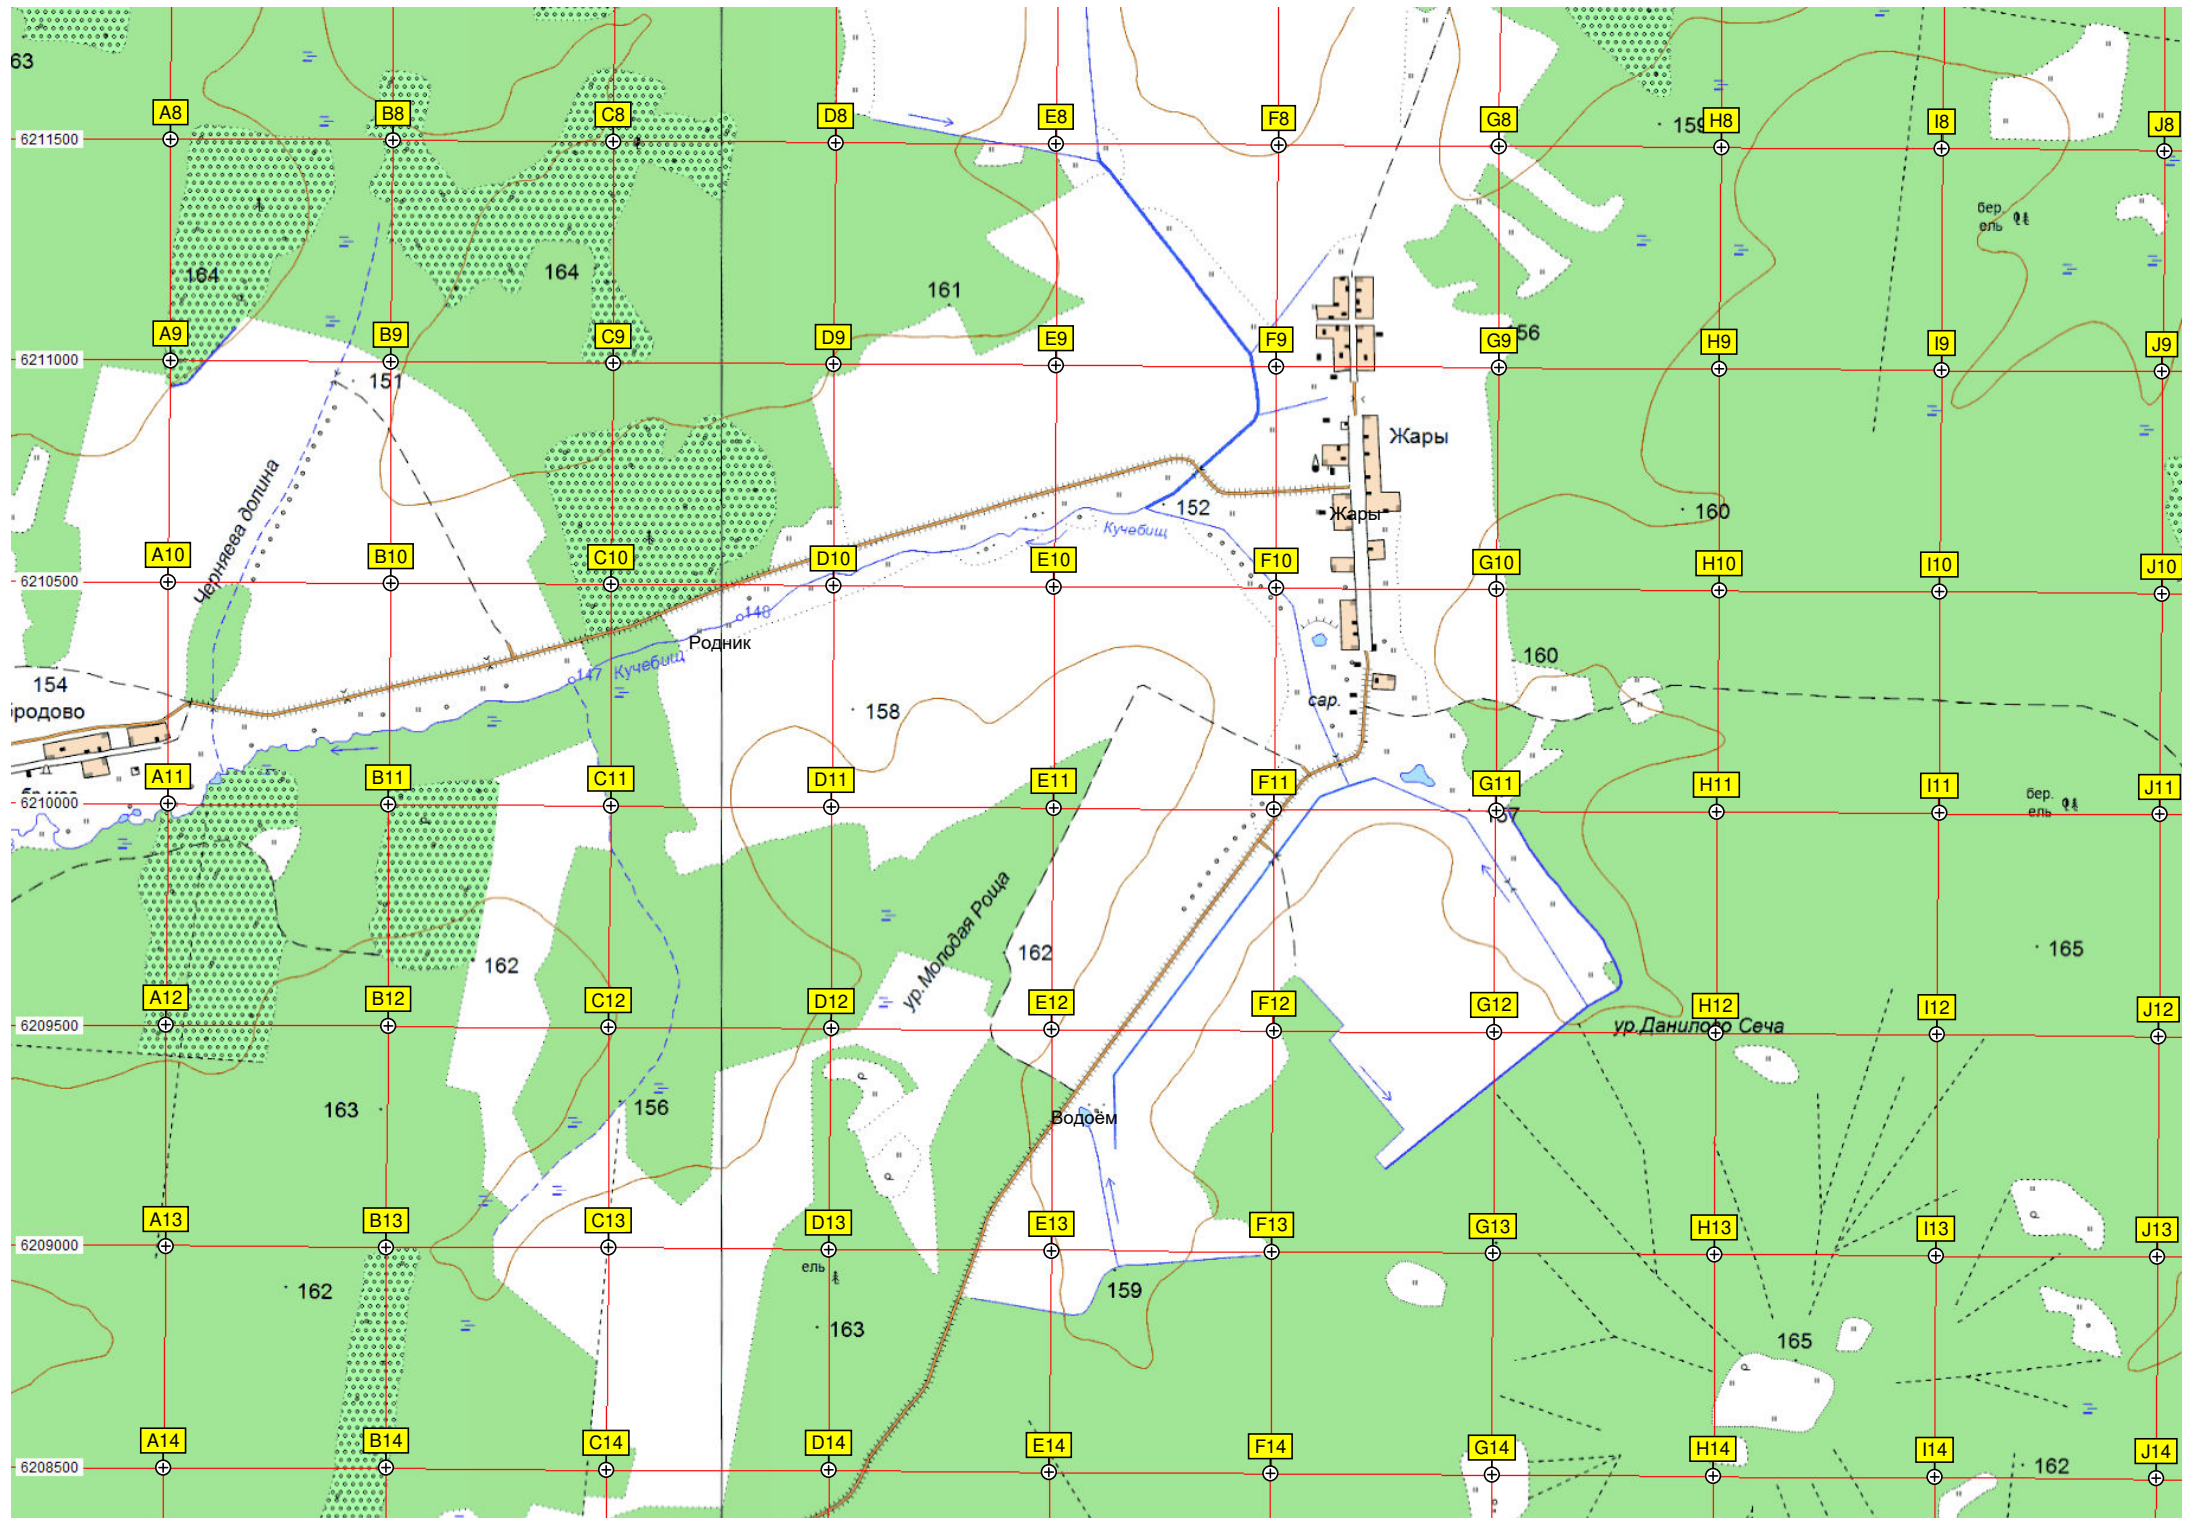 63
A8
B8
C8
D8
E8
F8
G8
159
H8
I8
J8
6211500
бер.
ель
164
164
161
A9
B9
C9
D9
E9
F9
G9
56
H9
I9
J9
6211000
151
Жары
Черняева долина
152
Кучебищ
Жары
160
A10
B10
C10
D10
E10
F10
G10
H10
I10
J10
6210500
148
Родник
147 Кучебищ
160
154
родово
158
сар.
A11
B11
C11
D11
E11
F11
G11
H11
I11
J11
6210000
бер.
ель
ур.Молодая Роща
162
162
165
A12
B12
C12
D12
E12
F12
G12
H12
I12
J12
6209500
ур.Данилово Сеча
163
156
Водоём
A13
B13
C13
D13
E13
F13
G13
H13
I13
J13
6209000
ель
162
159
163
165
A14
B14
C14
D14
E14
F14
G14
H14
I14
J14
6208500
162